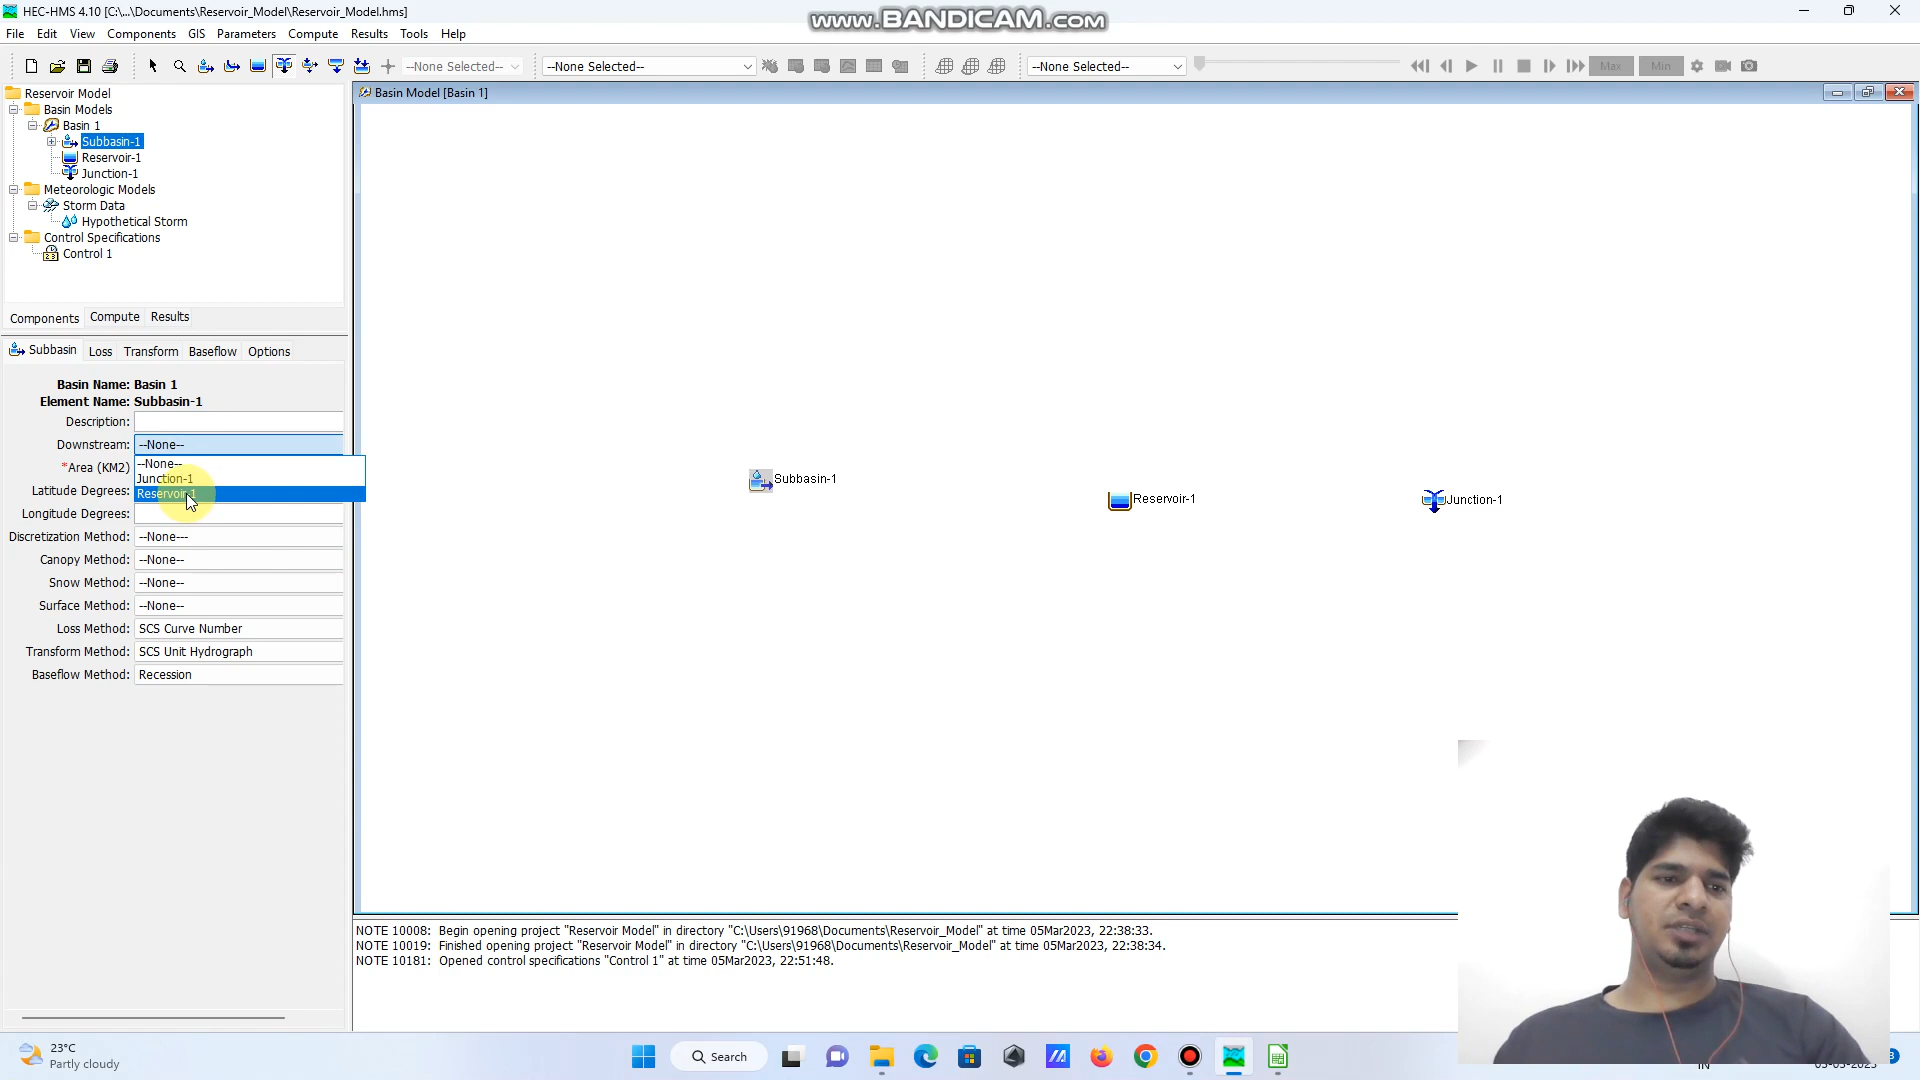 HEC-HMS 4.10 [C:\...\Documents\Reservoir_Model\Reservoir_Model.hms]
www.BANDICAM.com
File Edit View Components GIS Parameters Compute Results Tools Help
--None Selected-- --None Selected-- --None Selected-- Max Min
Reservoir Model
Basin Models
Basin 1
Subbasin-1
Reservoir-1
Junction-1
Meteorologic Models
Storm Data
Hypothetical Storm
Control Specifications
Control 1
Components Compute Results
Basin Model [Basin 1]
Subbasin Loss Transform Baseflow Options
Basin Name: Basin 1
Element Name: Subbasin-1
Description:
Downstream: --None--
--None--
*Area (KM2)
Junction-1
Latitude Degrees:
Reservoir-1
Longitude Degrees:
Discretization Method: --None---
Canopy Method: --None--
Snow Method: --None--
Surface Method: --None--
Loss Method: SCS Curve Number
Transform Method: SCS Unit Hydrograph
Baseflow Method: Recession
Subbasin-1
Reservoir-1
Junction-1
NOTE 10008: Begin opening project "Reservoir Model" in directory "C:\Users\91968\Documents\Reservoir_Model" at time 05Mar2023, 22:38:33.
NOTE 10019: Finished opening project "Reservoir Model" in directory "C:\Users\91968\Documents\Reservoir_Model" at time 05Mar2023, 22:38:34.
NOTE 10181: Opened control specifications "Control 1" at time 05Mar2023, 22:51:48.
23°C
Partly cloudy
Search